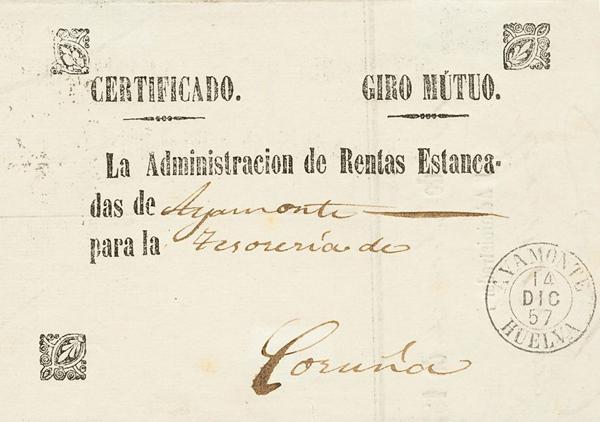 CERTIFICADO. GIRO MÚTUO.
La Administracion de Rentas Estanca-
das de Ayamonte
para la Tesorería de
Coruña
AYAMONTE
14
DIC
57
HUELVA